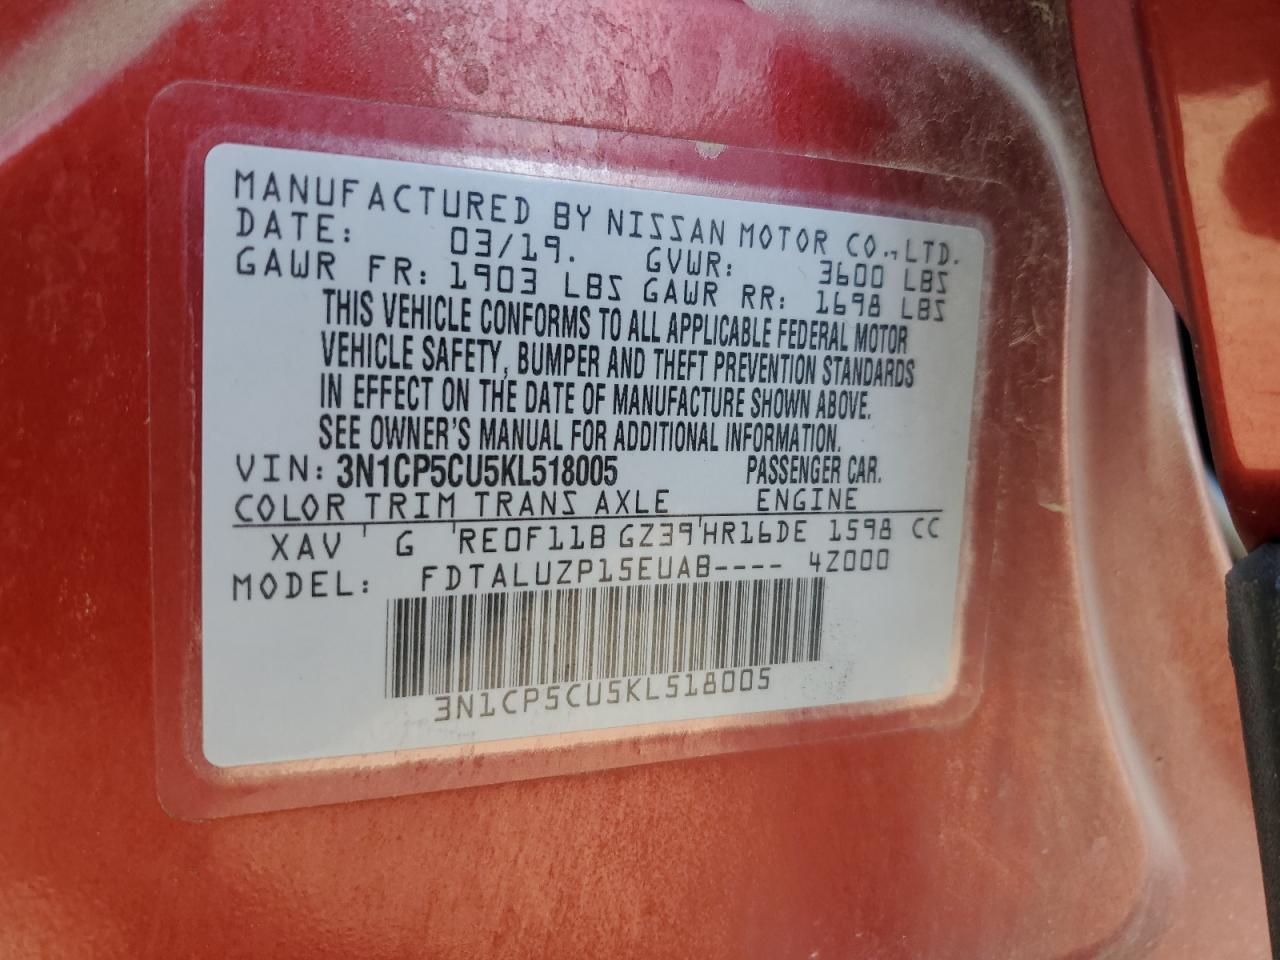 MANUFACTURED BY NISSAN MOTOR CO., LTD.
DATE: 03/19. GVWR: 3600 LBS
GAWR FR: 1903 LBS GAWR RR: 1698 LBS
THIS VEHICLE CONFORMS TO ALL APPLICABLE FEDERAL MOTOR
VEHICLE SAFETY, BUMPER AND THEFT PREVENTION STANDARDS
IN EFFECT ON THE DATE OF MANUFACTURE SHOWN ABOVE.
SEE OWNER'S MANUAL FOR ADDITIONAL INFORMATION.
VIN: 3N1CP5CU5KL518005 PASSENGER CAR.
COLOR TRIM TRANS AXLE ENGINE
XAV G RE0F11B GZ39 HR16DE 1598 CC
MODEL: FDTALUZP15EUAB---- 4Z000
3N1CP5CU5KL518005